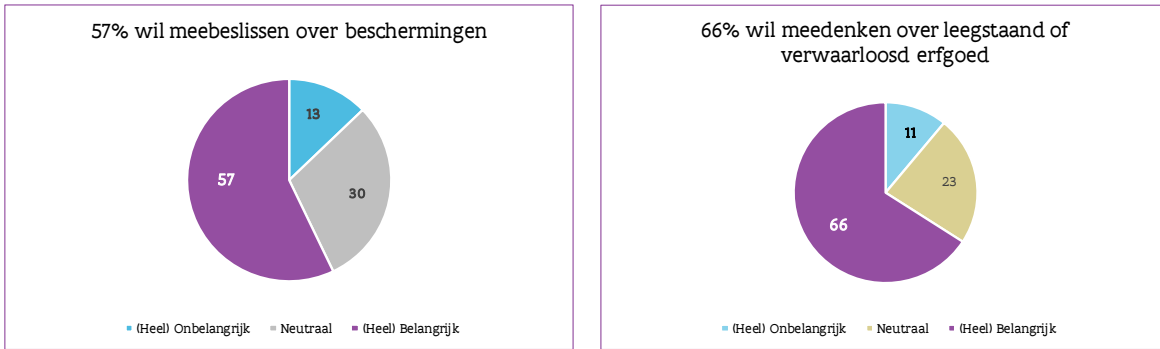 57% wil meebeslissen over beschermingen
13
30
57
(Heel) Onbelangrijk Neutraal (Heel) Belangrijk
66% wil meedenken over leegstaand of
verwaarloosd erfgoed
11
23
66
(Heel) Onbelangrijk Neutraal (Heel) Belangrijk